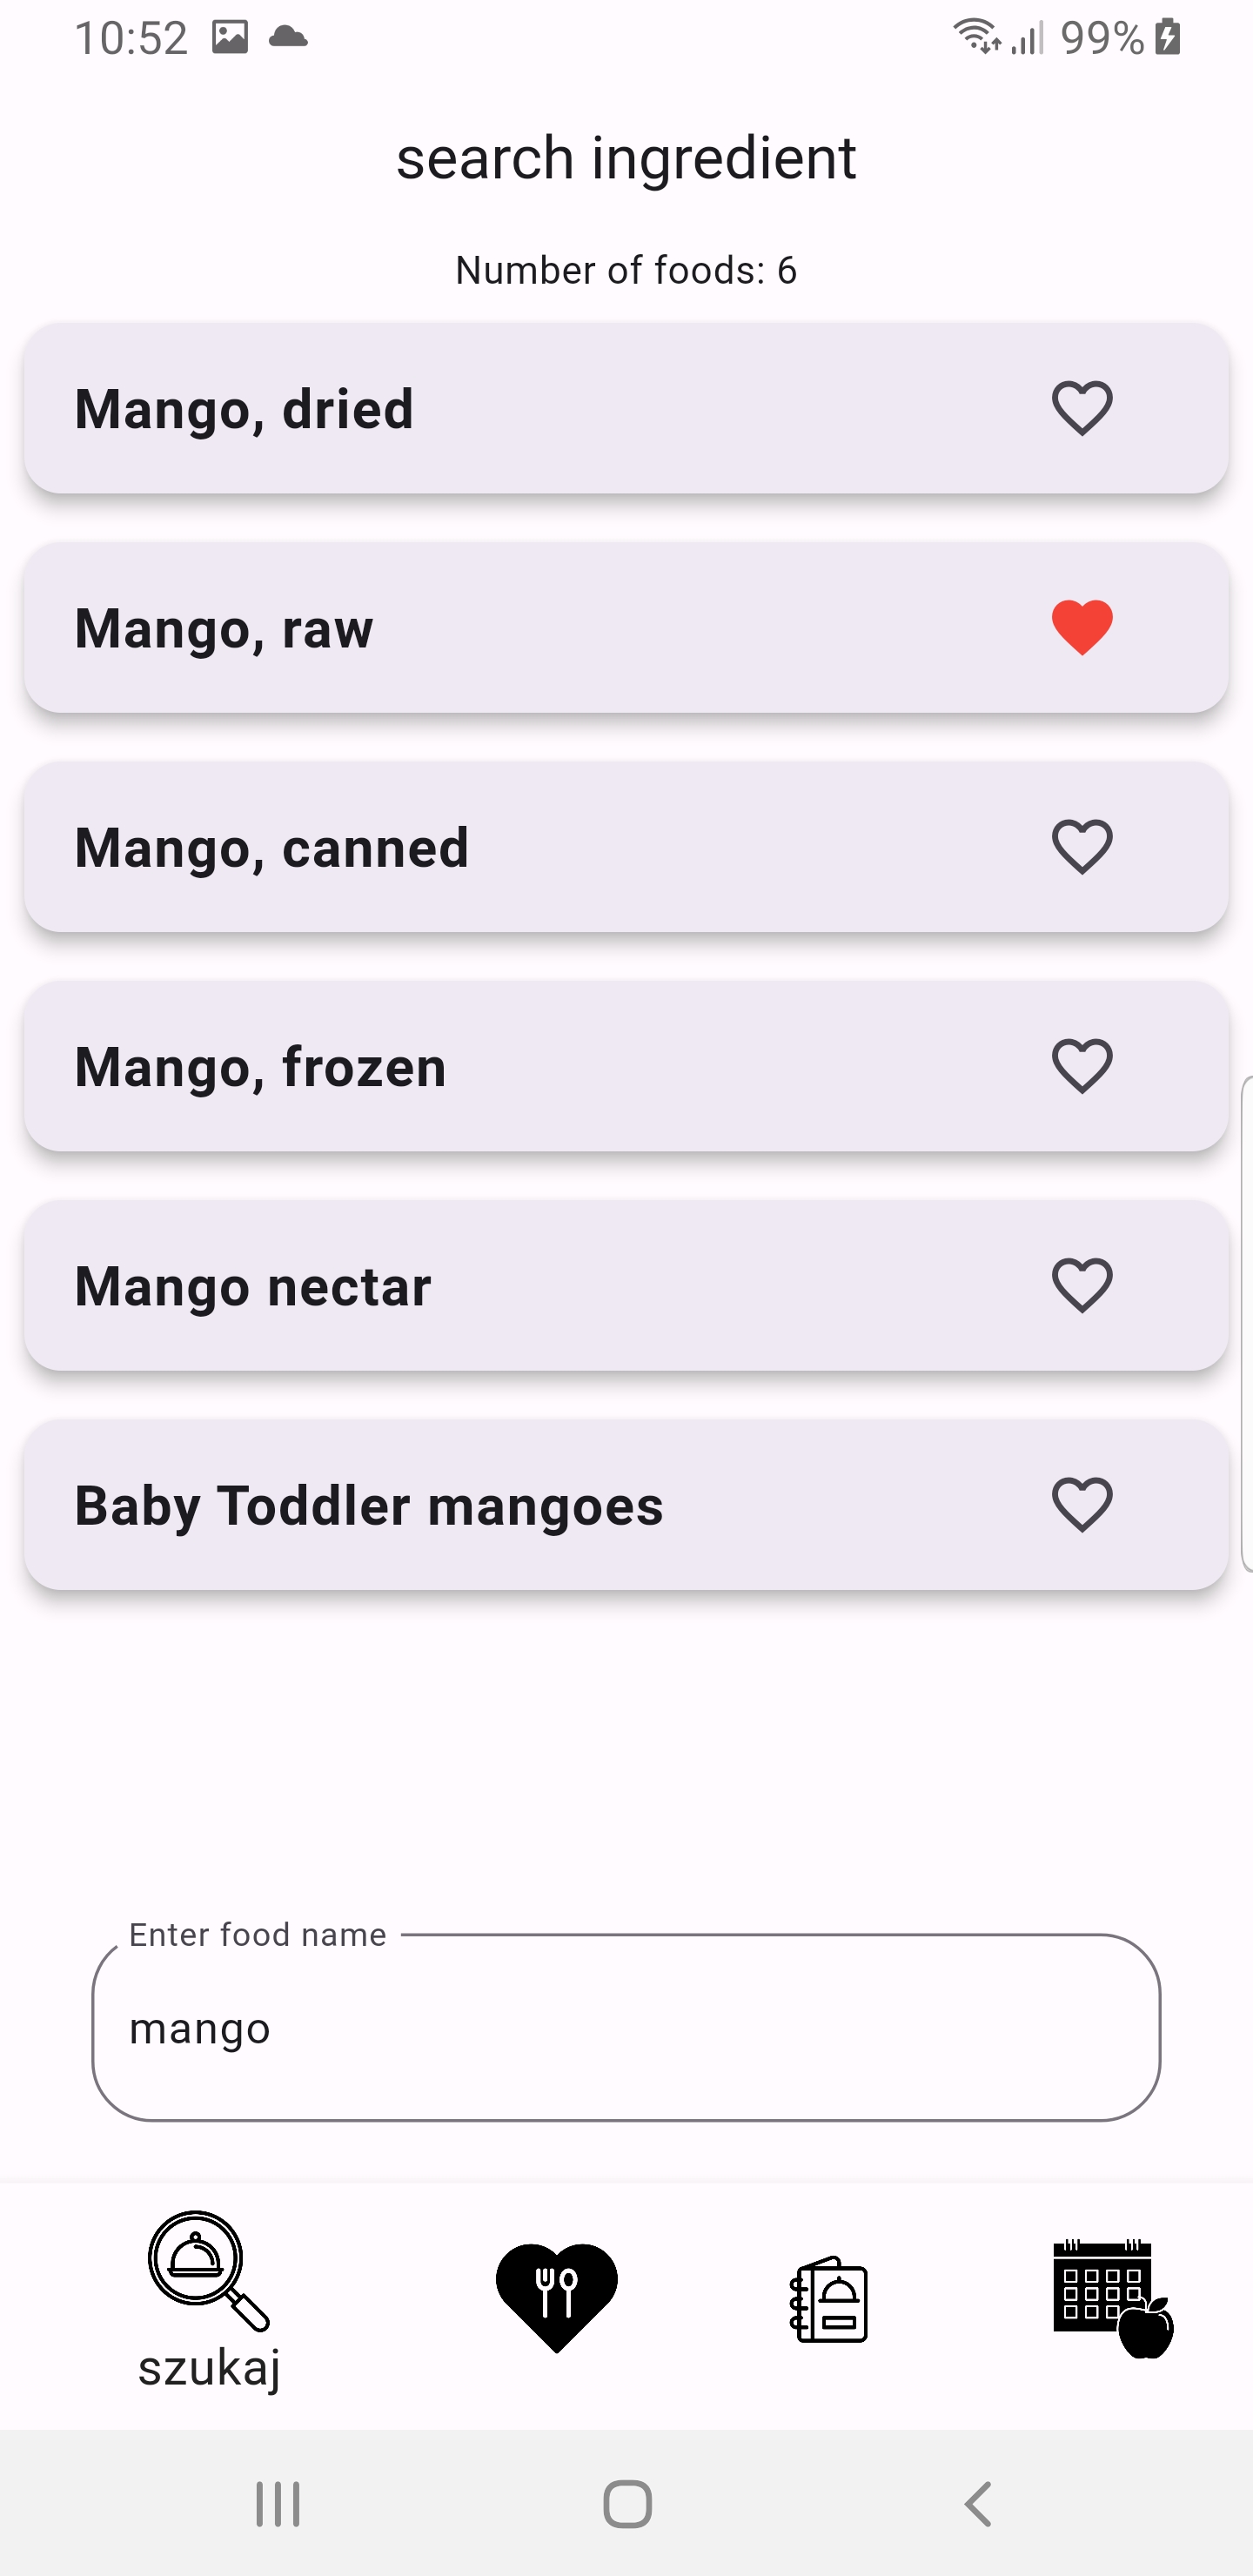 10:52
99%
search ingredient
Number of foods: 6
Mango, dried
Mango, raw
Mango, canned
Mango, frozen
Mango nectar
Baby Toddler mangoes
Enter food name
mango
szukaj